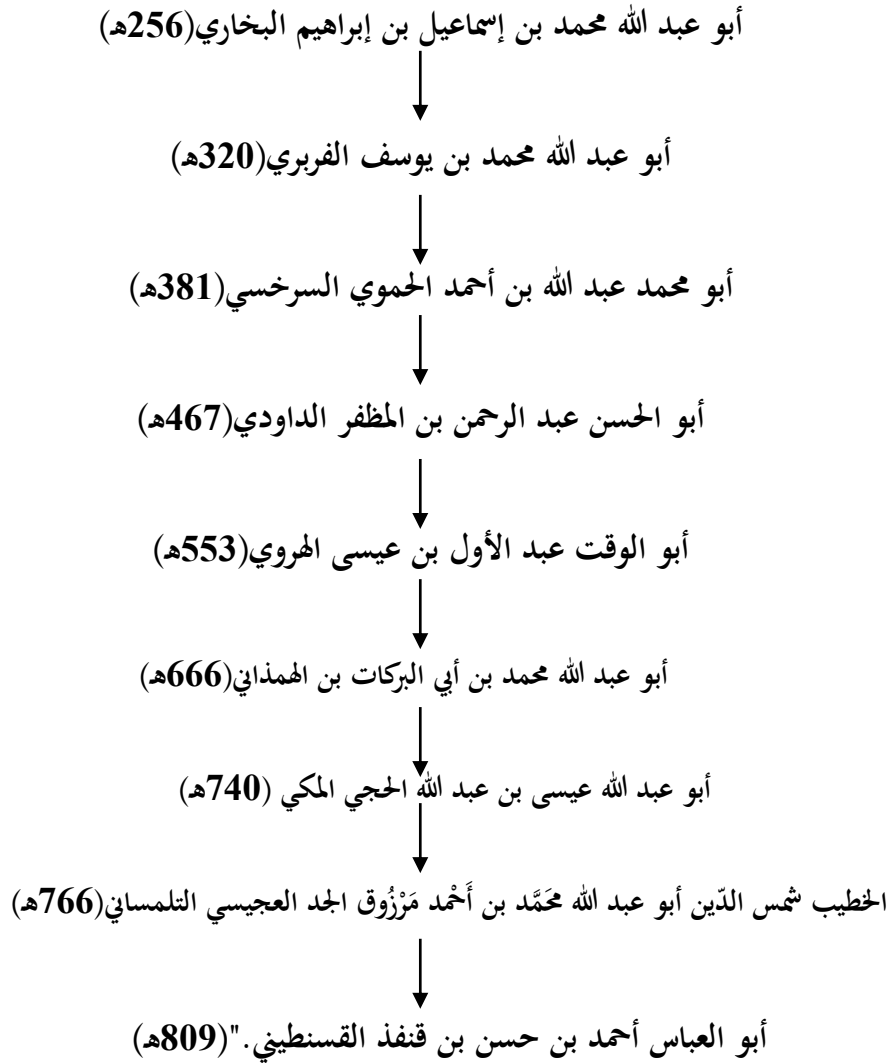 أبو عبد الله محمد بن إسماعيل بن إبراهيم البخاري(256هـ)
أبو عبد الله محمد بن يوسف الفربري(320هـ)
أبو محمد عبد الله بن أحمد الحموي السرخسي(381هـ)
أبو الحسن عبد الرحمن بن المظفر الداودي(467هـ)
أبو الوقت عبد الأول بن عيسى الهروي(553هـ)
أبو عبد الله محمد بن أبي البركات بن الهمذاني(666هـ)
أبو عبد الله عيسى بن عبد الله الحجي المكي (740هـ)
الخطيب شمس الدّين أبو عبد الله محَمَّد بن أَحْمد مَرْزُوق الجد العجيسي التلمساني(766هـ)
أبو العباس أحمد بن حسن بن قنفذ القسنطيني."(809هـ)